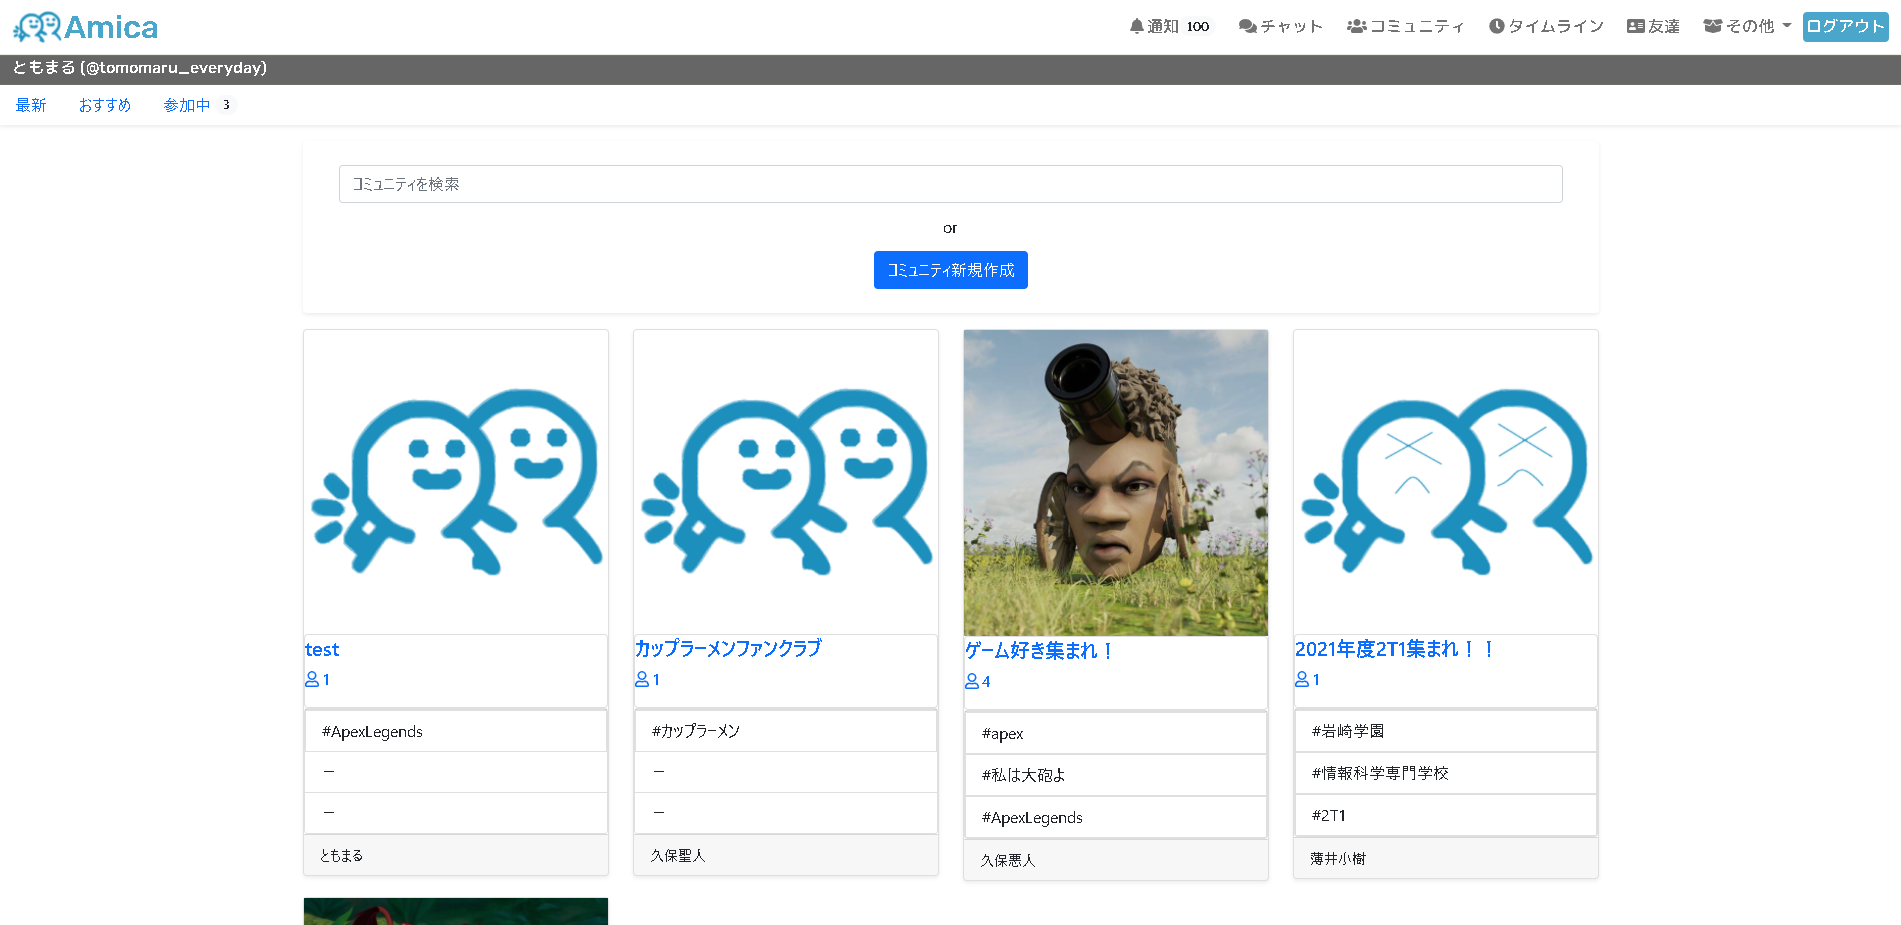 Amica
通知 100
チャット
コミュニティ
タイムライン
友達
その他
ログアウト
ともまる (@tomomaru_everyday)
最新
おすすめ
参加中 3
コミュニティを検索
or
コミュニティ新規作成
test
1
#ApexLegends
ー
ー
ともまる
カップラーメンファンクラブ
1
#カップラーメン
ー
ー
久保聖人
ゲーム好き集まれ！
4
#apex
#私は大砲よ
#ApexLegends
久保悪人
2021年度2T1集まれ！！
1
#岩崎学園
#情報科学専門学校
#2T1
薄井小樹